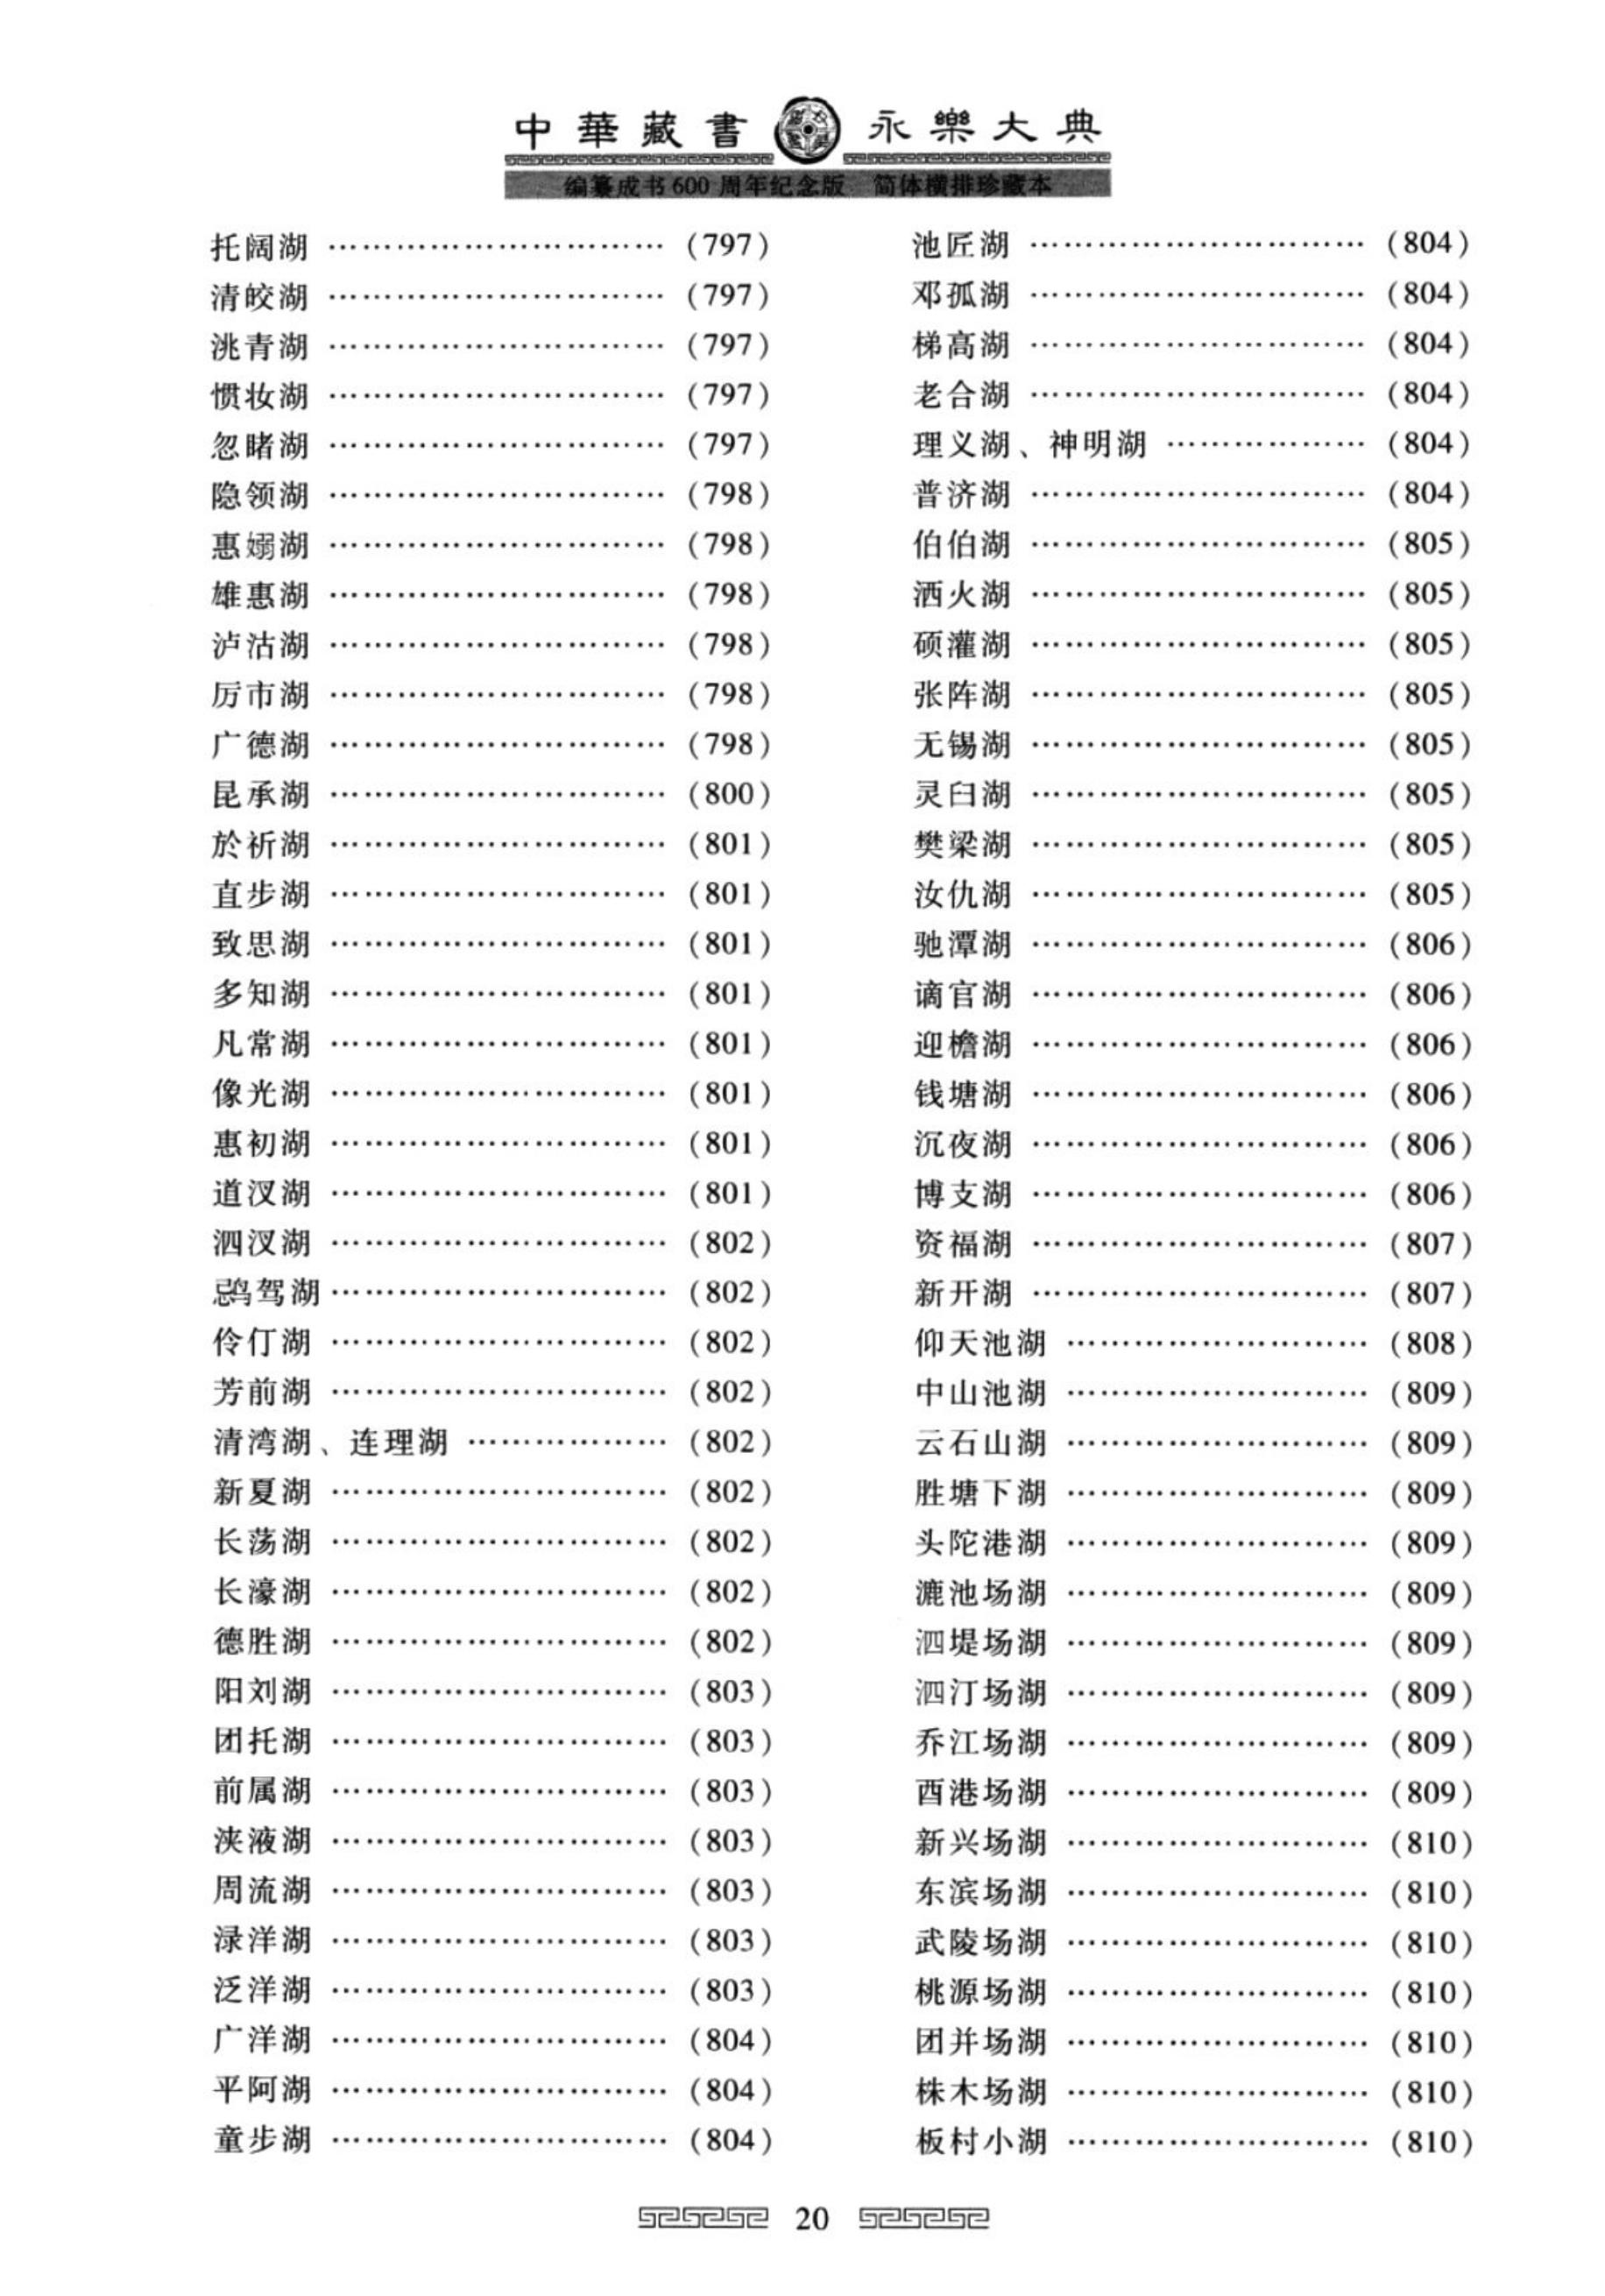 中華藏書 永樂大典
编纂成书600周年纪念版 简体横排珍藏本
托阔湖 …………………………（797）
清皎湖 …………………………（797）
洮青湖 …………………………（797）
惯妆湖 …………………………（797）
忽睹湖 …………………………（797）
隐领湖 …………………………（798）
惠嫋湖 …………………………（798）
雄惠湖 …………………………（798）
泸沽湖 …………………………（798）
厉市湖 …………………………（798）
广德湖 …………………………（798）
昆承湖 …………………………（800）
於祈湖 …………………………（801）
直步湖 …………………………（801）
致思湖 …………………………（801）
多知湖 …………………………（801）
凡常湖 …………………………（801）
像光湖 …………………………（801）
惠初湖 …………………………（801）
道汊湖 …………………………（801）
泗汊湖 …………………………（802）
驾湖…………………………（802）
伶仃湖 …………………………（802）
芳前湖 …………………………（802）
清湾湖、连理湖 ………………（802）
新夏湖 …………………………（802）
长荡湖 …………………………（802）
长濠湖 …………………………（802）
德胜湖 …………………………（802）
阳刘湖 …………………………（803）
团托湖 …………………………（803）
前属湖 …………………………（803）
浃液湖 …………………………（803）
周流湖 …………………………（803）
渌洋湖 …………………………（803）
泛洋湖 …………………………（803）
广洋湖 …………………………（804）
平阿湖 …………………………（804）
童步湖 …………………………（804）
池匠湖 …………………………（804）
邓孤湖 …………………………（804）
梯高湖 …………………………（804）
老合湖 …………………………（804）
理义湖、神明湖 ………………（804）
普济湖 …………………………（804）
伯伯湖 …………………………（805）
洒火湖 …………………………（805）
硕灌湖 …………………………（805）
张阵湖 …………………………（805）
无锡湖 …………………………（805）
灵臼湖 …………………………（805）
樊梁湖 …………………………（805）
汝仇湖 …………………………（805）
驰潭湖 …………………………（806）
谪官湖 …………………………（806）
迎檐湖 …………………………（806）
钱塘湖 …………………………（806）
沉夜湖 …………………………（806）
博支湖 …………………………（806）
资福湖 …………………………（807）
新开湖 …………………………（807）
仰天池湖 ………………………（808）
中山池湖 ………………………（809）
云石山湖 ………………………（809）
胜塘下湖 ………………………（809）
头陀港湖 ………………………（809）
漉池场湖 ………………………（809）
泗堤场湖 ………………………（809）
泗汀场湖 ………………………（809）
乔江场湖 ………………………（809）
酉港场湖 ………………………（809）
新兴场湖 ………………………（810）
东滨场湖 ………………………（810）
武陵场湖 ………………………（810）
桃源场湖 ………………………（810）
团并场湖 ………………………（810）
株木场湖 ………………………（810）
板村小湖 ………………………（810）
20